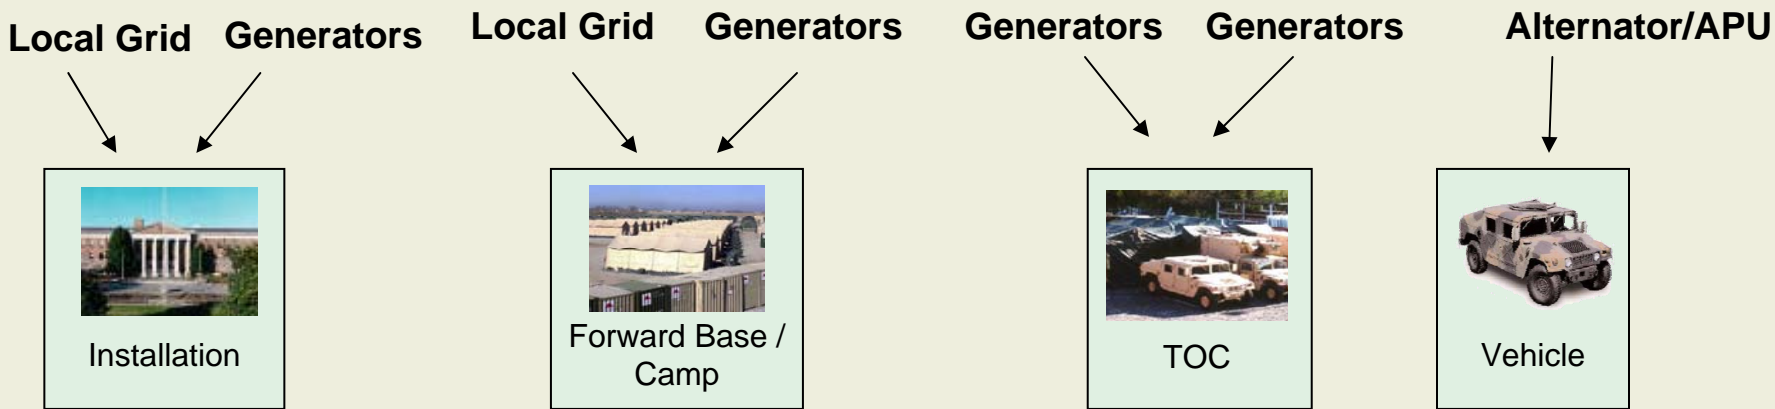 Local Grid Generators Local Grid Generators Generators Generators Alternator/APU
Installation
Forward Base /
Camp
TOC
Vehicle